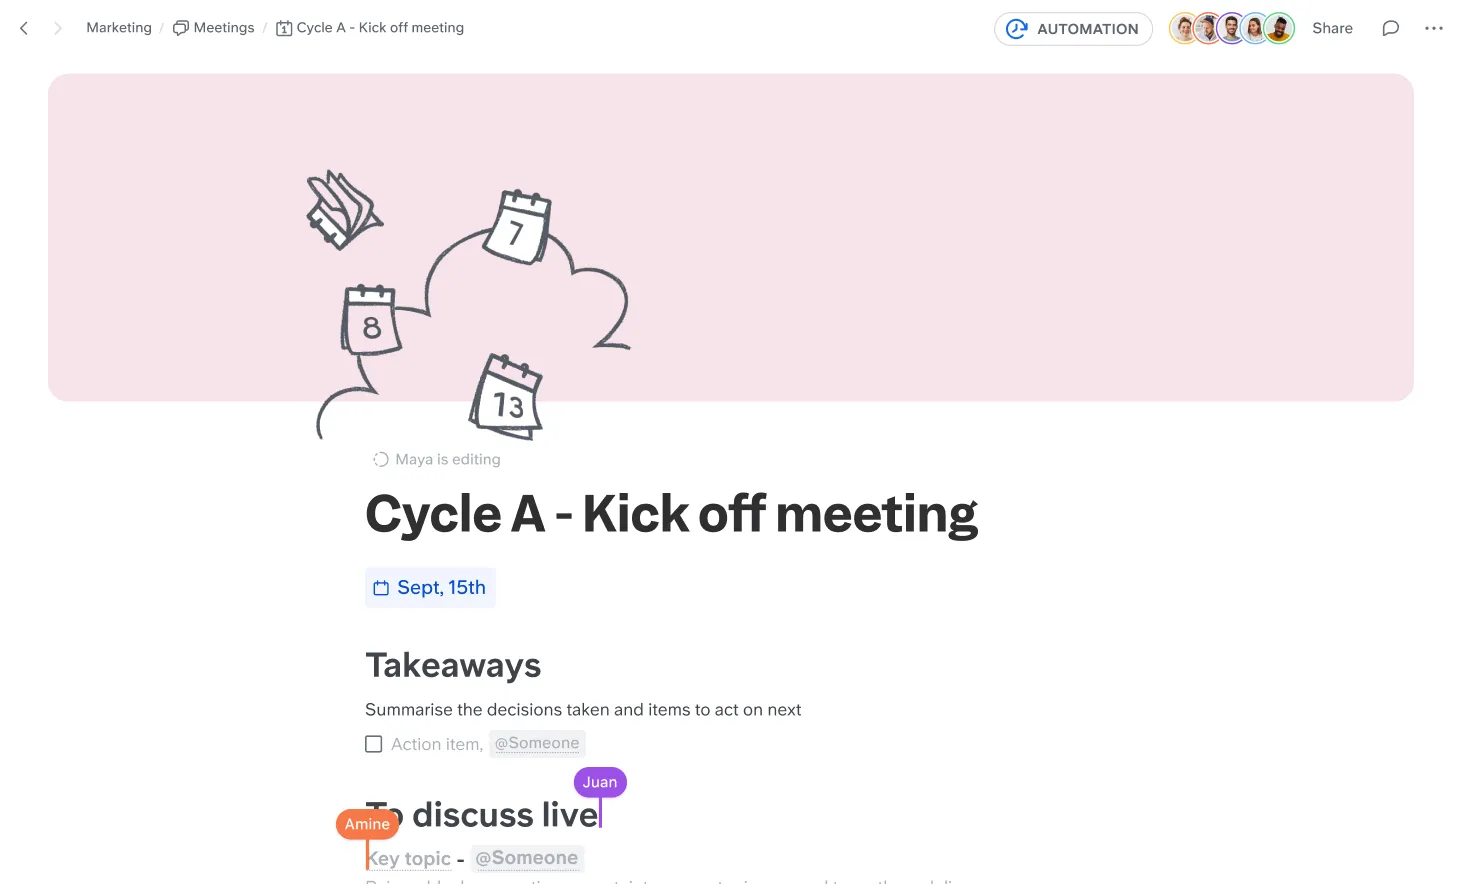 Marketing / Meetings / Cycle A - Kick off meeting
AUTOMATION
Share
7
8
13
Maya is editing
Cycle A - Kick off meeting
Sept, 15th
Takeaways
Summarise the decisions taken and items to act on next
Action item, @Someone
Juan
To discuss live
Amine
Key topic - @Someone